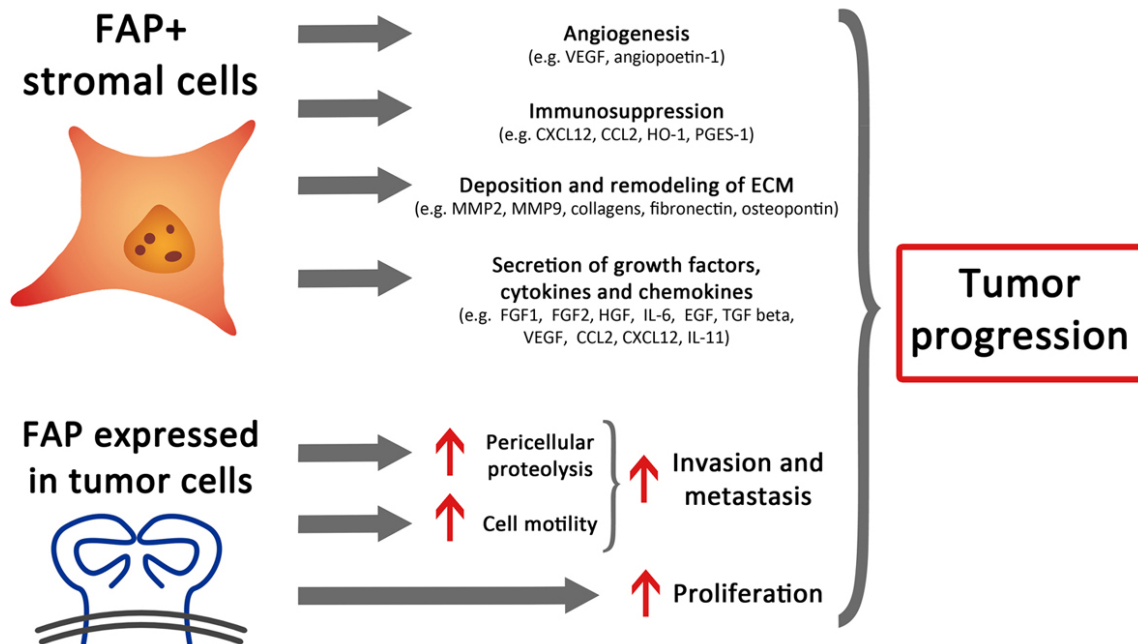 FAP+
stromal cells
Angiogenesis
(e.g. VEGF, angiopoetin-1)
Immunosuppression
(e.g. CXCL12, CCL2, HO-1, PGES-1)
Deposition and remodeling of ECM
(e.g. MMP2, MMP9, collagens, fibronectin, osteopontin)
Secretion of growth factors,
cytokines and chemokines
(e.g. FGF1, FGF2, HGF, IL-6, EGF, TGF beta,
VEGF, CCL2, CXCL12, IL-11)
FAP expressed
in tumor cells
Pericellular
proteolysis
Cell motility
Invasion and
metastasis
Proliferation
Tumor
progression